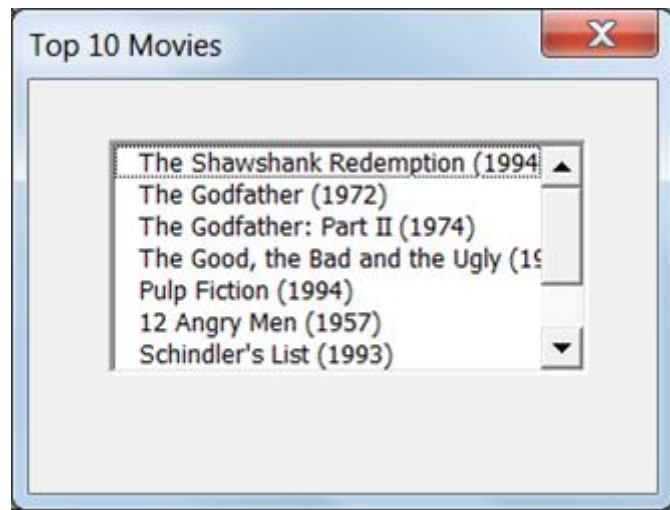 Top 10 Movies
The Shawshank Redemption (1994
The Godfather (1972)
The Godfather: Part II (1974)
The Good, the Bad and the Ugly (19
Pulp Fiction (1994)
12 Angry Men (1957)
Schindler's List (1993)